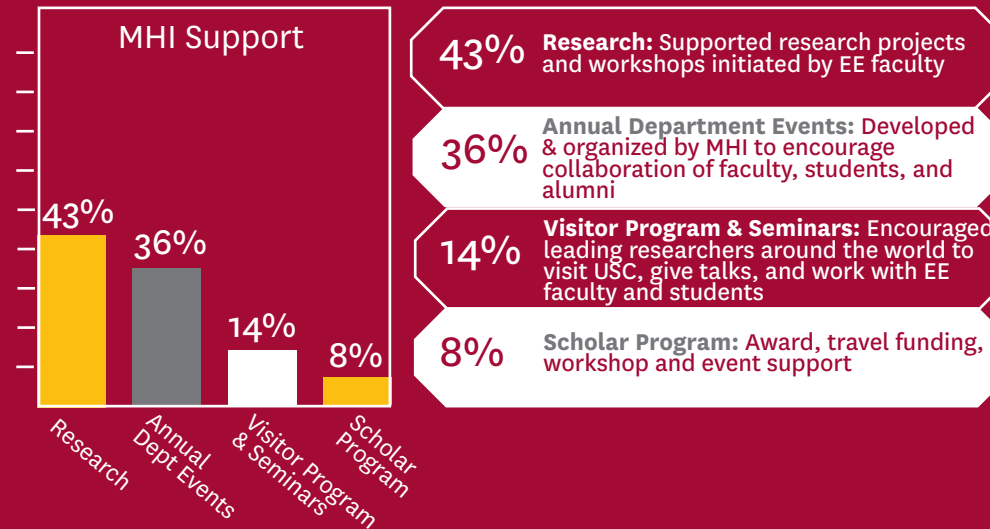 MHI Support
43%
36%
14%
8%
Research
Annual
Dept Events
Visitor Program
& Seminars
Scholar
Program
43%
Research: Supported research projects
and workshops initiated by EE faculty
36%
Annual Department Events: Developed
& organized by MHI to encourage
collaboration of faculty, students, and
alumni
14%
Visitor Program & Seminars: Encouraged
leading researchers around the world to
visit USC, give talks, and work with EE
faculty and students
8%
Scholar Program: Award, travel funding,
workshop and event support